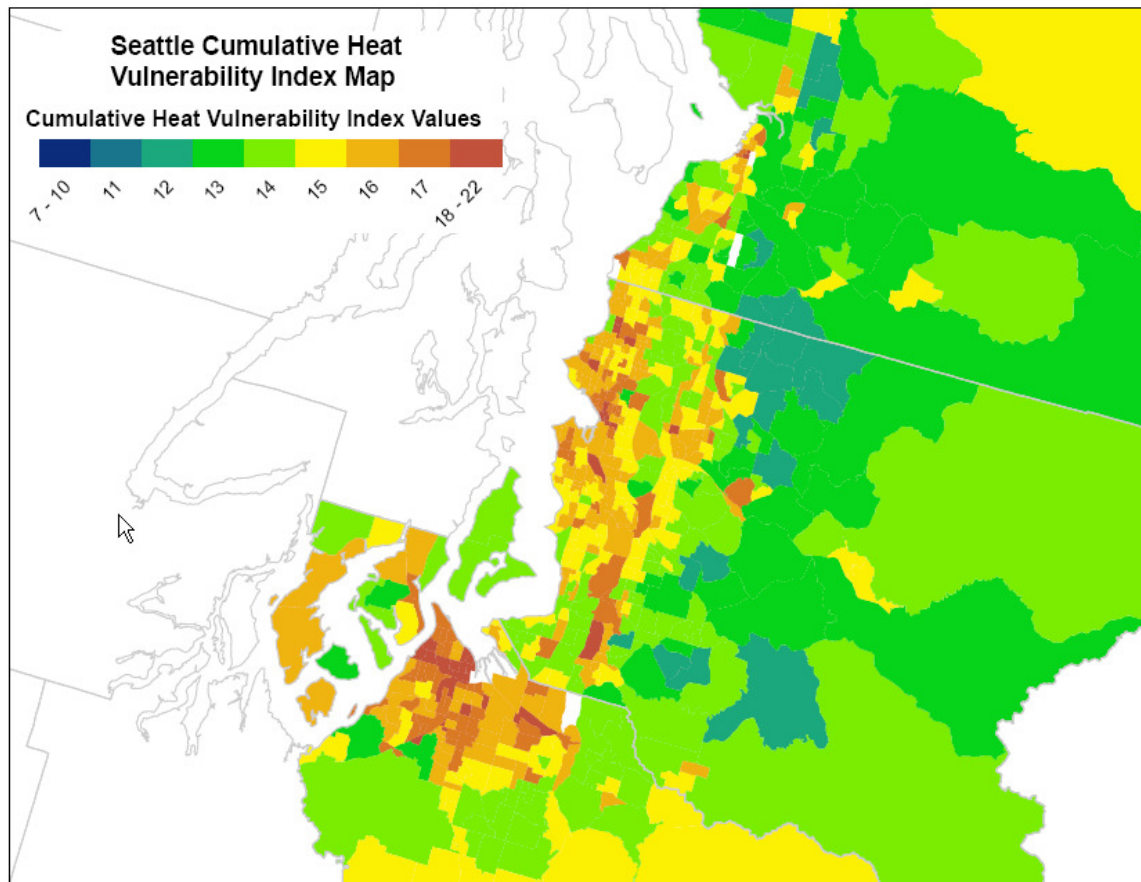 Seattle Cumulative Heat
Vulnerability Index Map
Cumulative Heat Vulnerability Index Values
7 - 10
11
12
13
14
15
16
17
18 - 22